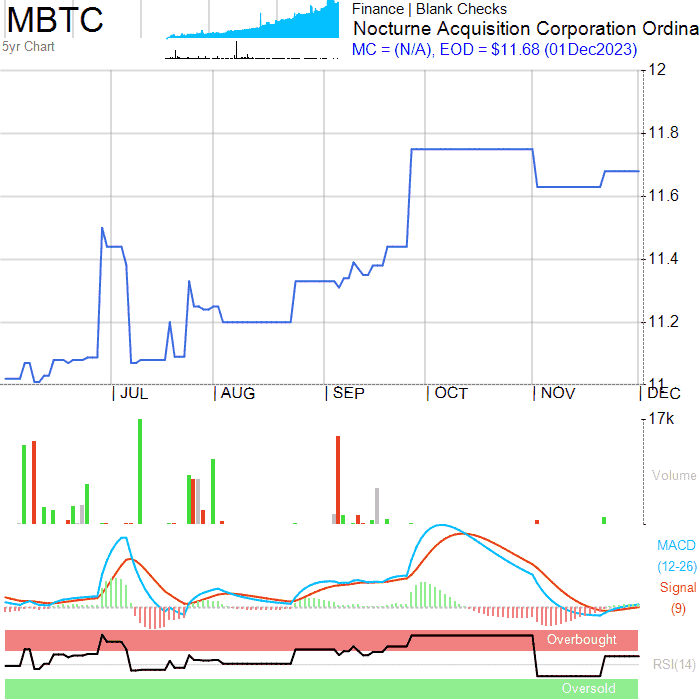 MBTC
5yr Chart
Finance | Blank Checks
Nocturne Acquisition Corporation Ordina
MC = (N/A), EOD = $11.68 (01Dec2023)
12
11.8
11.6
11.4
11.2
11
JUL AUG SEP OCT NOV DEC
17k
Volume
MACD
(12-26)
Signal
(9)
Overbought
RSI(14)
Oversold